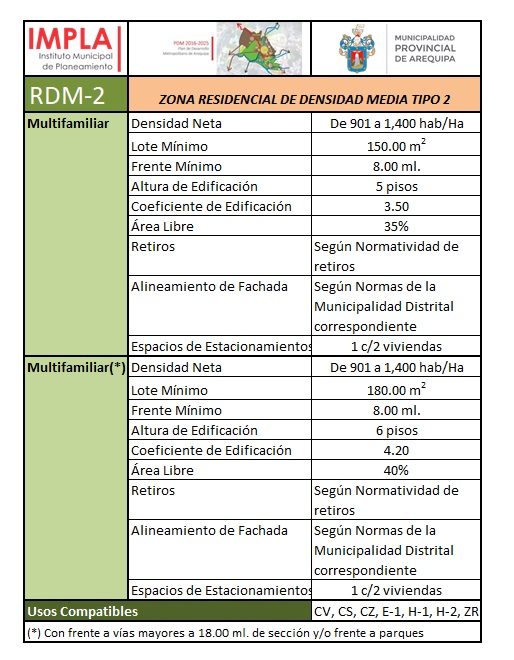 IMPLA
Instituto Municipal
de Planeamiento
PDM 2016-2025
Plan de Desarrollo
Metropolitano de Arequipa
MUNICIPALIDAD
PROVINCIAL
DE AREQUIPA
RDM-2 ZONA RESIDENCIAL DE DENSIDAD MEDIA TIPO 2
Multifamiliar Densidad Neta De 901 a 1,400 hab/Ha
Lote Mínimo 150.00 m²
Frente Mínimo 8.00 ml.
Altura de Edificación 5 pisos
Coeficiente de Edificación 3.50
Área Libre 35%
Retiros Según Normatividad de
retiros
Alineamiento de Fachada Según Normas de la
Municipalidad Distrital
correspondiente
Espacios de Estacionamientos 1 c/2 viviendas
Multifamiliar(*) Densidad Neta De 901 a 1,400 hab/Ha
Lote Mínimo 180.00 m²
Frente Mínimo 8.00 ml.
Altura de Edificación 6 pisos
Coeficiente de Edificación 4.20
Área Libre 40%
Retiros Según Normatividad de
retiros
Alineamiento de Fachada Según Normas de la
Municipalidad Distrital
correspondiente
Espacios de Estacionamientos 1 c/2 viviendas
Usos Compatibles CV, CS, CZ, E-1, H-1, H-2, ZR
(*) Con frente a vías mayores a 18.00 ml. de sección y/o frente a parques